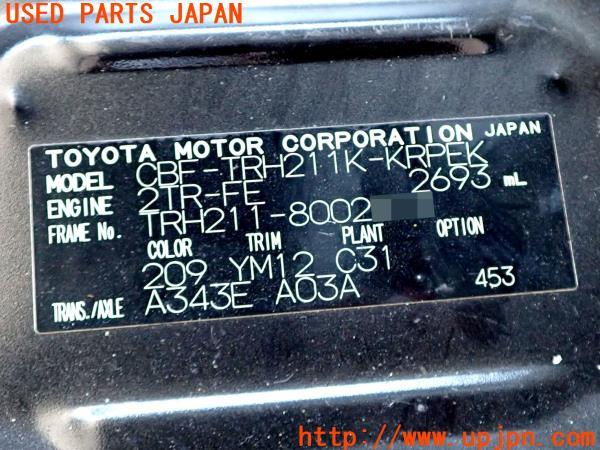 USED PARTS JAPAN
TOYOTA MOTOR CORPORATION JAPAN
MODEL CBF-TRH211K-KRPEK
ENGINE 2TR-FE 2693 mL
FRAME No. TRH211-8002
COLOR TRIM PLANT OPTION
209 YM12 C31
TRANS./AXLE A343E A03A 453
http://www.upjpn.com/